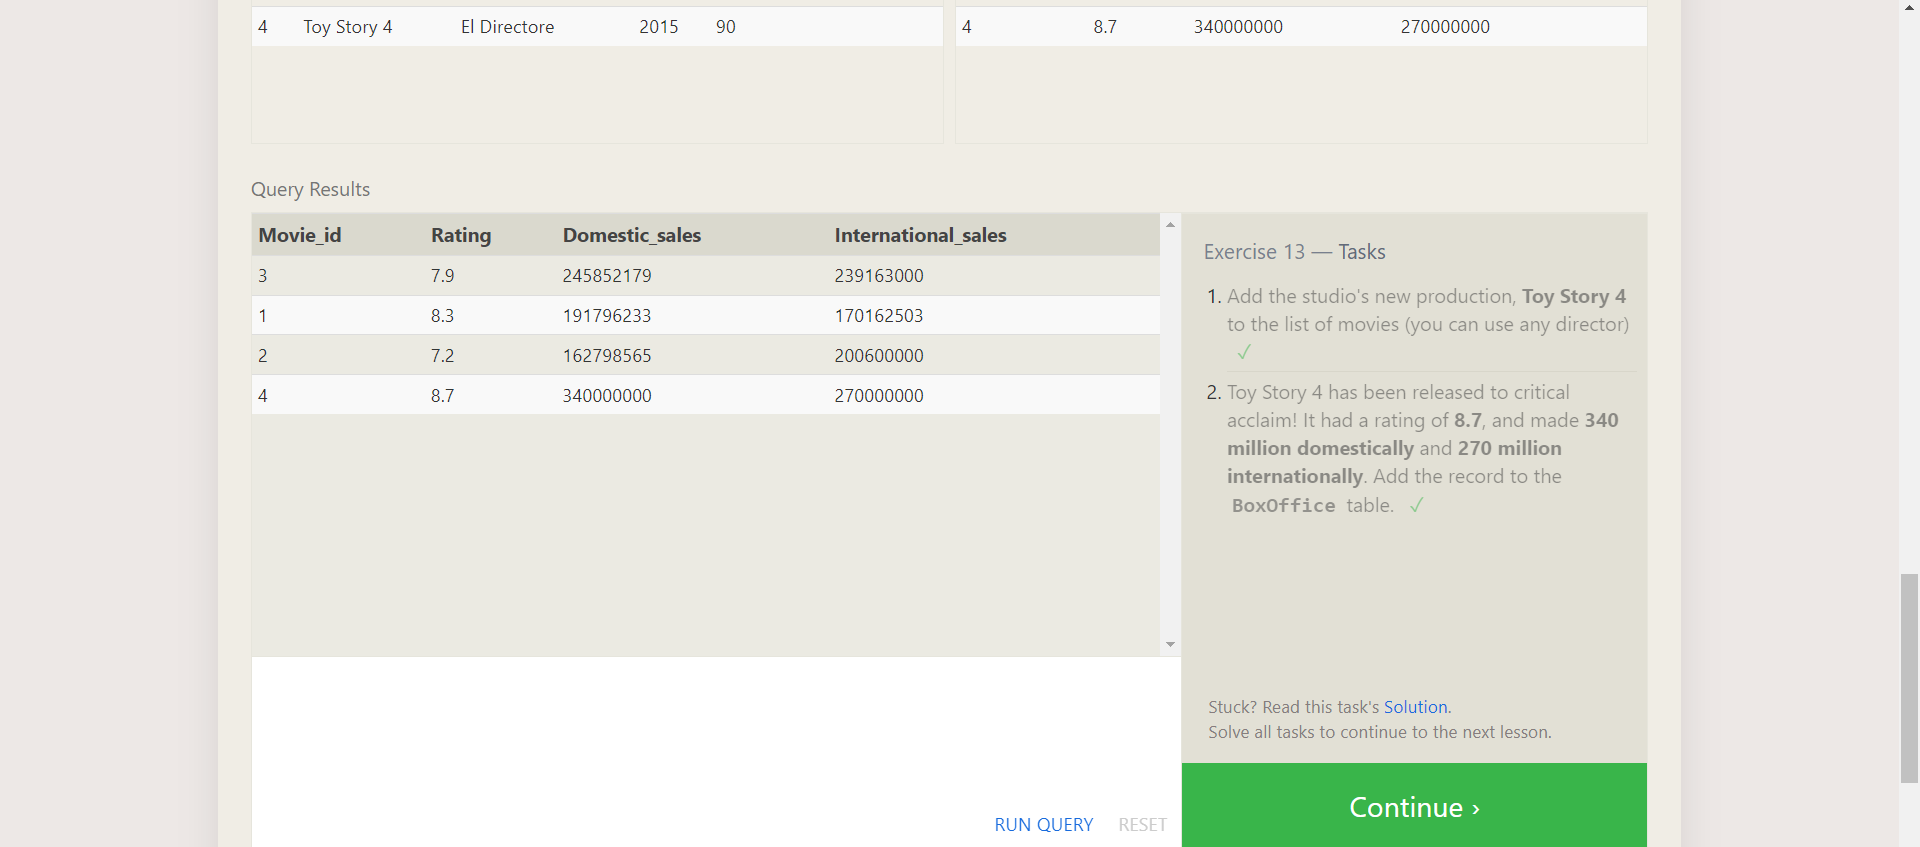 4 Toy Story 4 El Directore 2015 90
4 8.7 340000000 270000000
Query Results
Movie_id Rating Domestic_sales International_sales
3 7.9 245852179 239163000
1 8.3 191796233 170162503
2 7.2 162798565 200600000
4 8.7 340000000 270000000
RUN QUERY RESET
Exercise 13 — Tasks
1. Add the studio's new production, Toy Story 4
to the list of movies (you can use any director)
✓
2. Toy Story 4 has been released to critical
acclaim! It had a rating of 8.7, and made 340
million domestically and 270 million
internationally. Add the record to the
BoxOffice table. ✓
Stuck? Read this task's Solution.
Solve all tasks to continue to the next lesson.
Continue ›